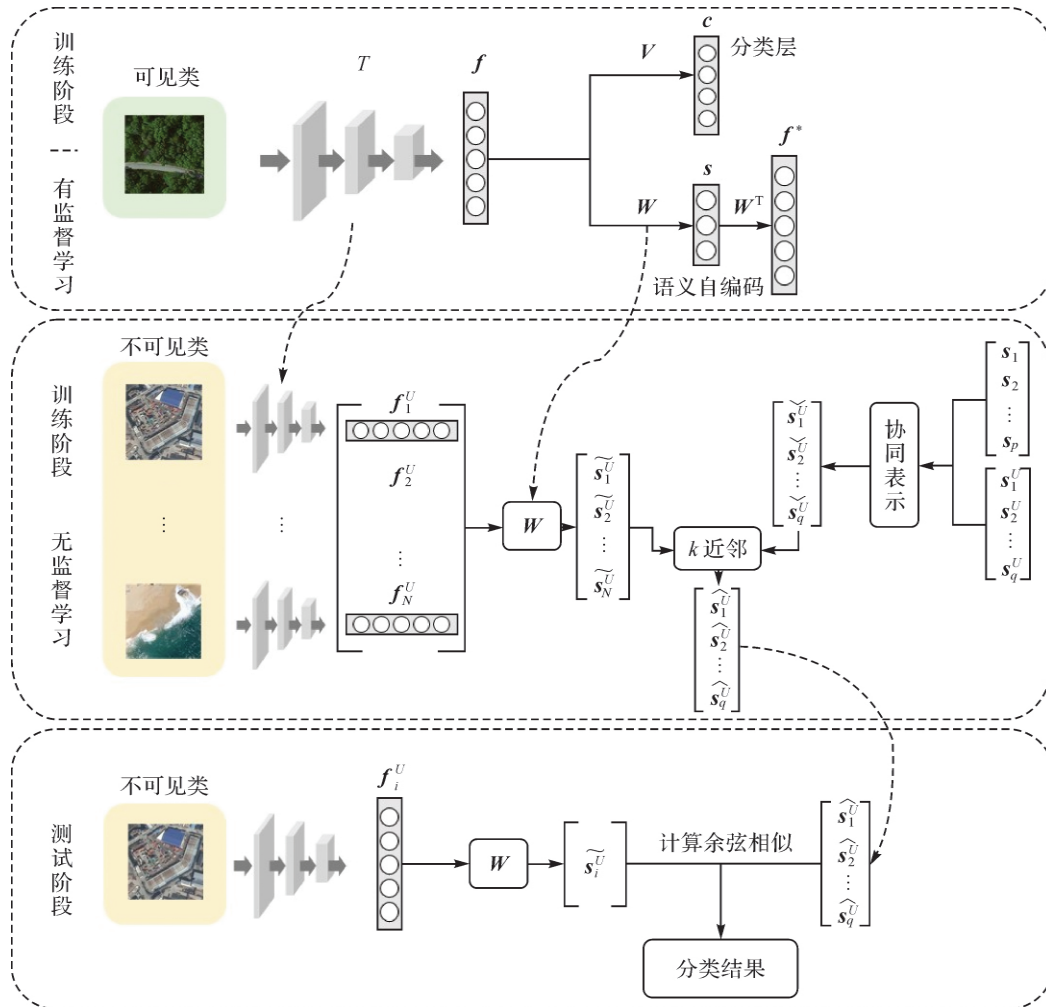 训练阶段
有监督学习
可见类
T
f
V
c
分类层
W
s
W^T
f*
语义自编码
训练阶段
无监督学习
不可见类
⋮
⋮
f_1^U
f_2^U
⋮
f_N^U
W
s̃_1^U
s̃_2^U
⋮
s̃_N^U
k近邻
š_1^U
š_2^U
⋮
š_q^U
协同表示
s_1
s_2
⋮
s_p
s_1^U
s_2^U
⋮
s_q^U
ŝ_1^U
ŝ_2^U
⋮
ŝ_q^U
测试阶段
不可见类
f_i^U
W
s̃_i^U
计算余弦相似
ŝ_1^U
ŝ_2^U
⋮
ŝ_q^U
分类结果